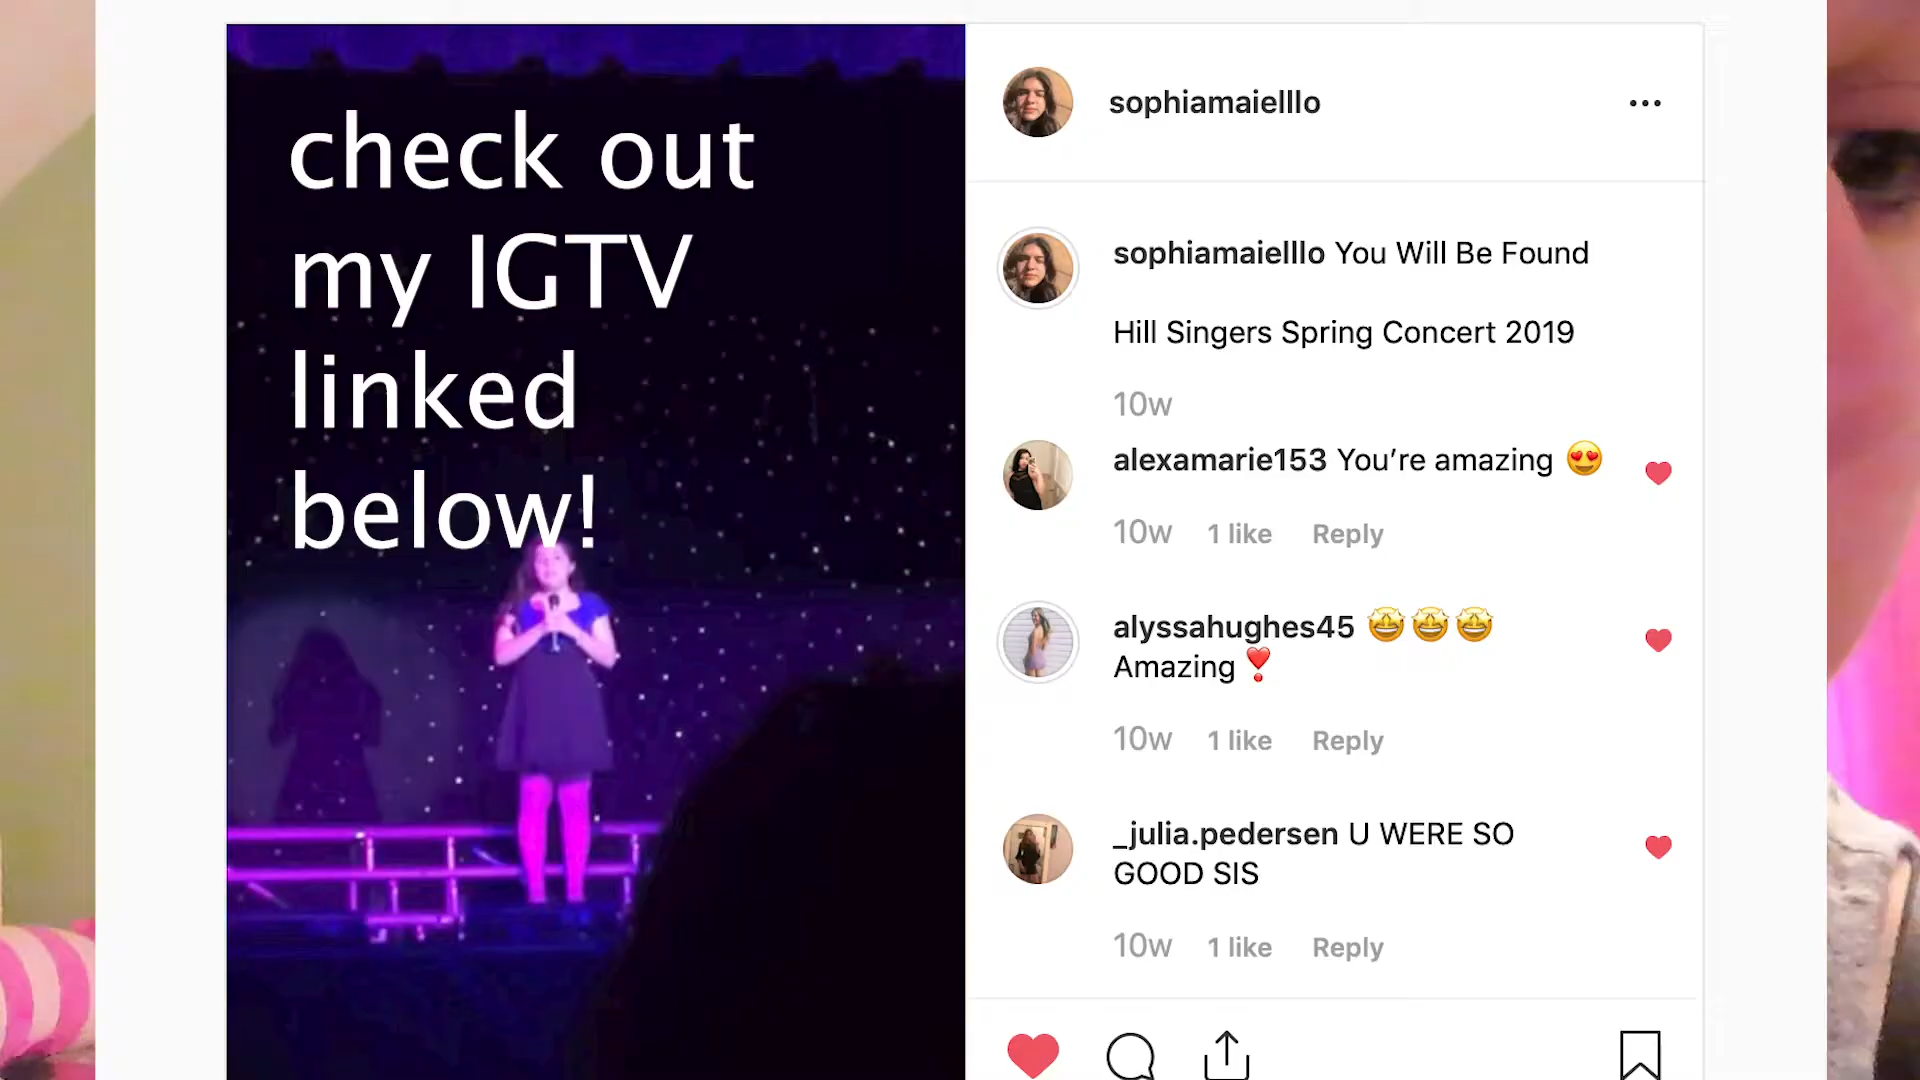 check out
my IGTV
linked
below!
sophiamaielllo
sophiamaielllo You Will Be Found
Hill Singers Spring Concert 2019
10w
alexamarie153 You’re amazing 😍
10w 1 like Reply
alyssahughes45 🤩🤩🤩
Amazing ❣️
10w 1 like Reply
_julia.pedersen U WERE SO
GOOD SIS
10w 1 like Reply